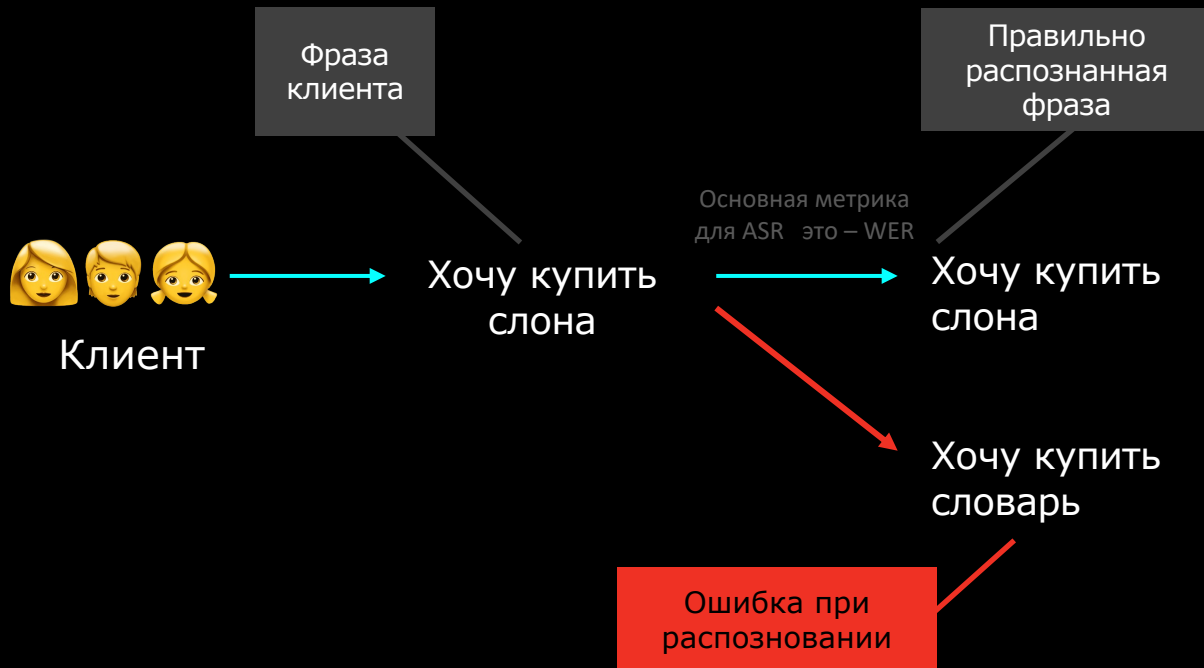 Фраза
клиента
Правильно
распознанная
фраза
Основная метрика
для ASR это – WER
Клиент
Хочу купить
слона
Хочу купить
слона
Хочу купить
словарь
Ошибка при
распозновании